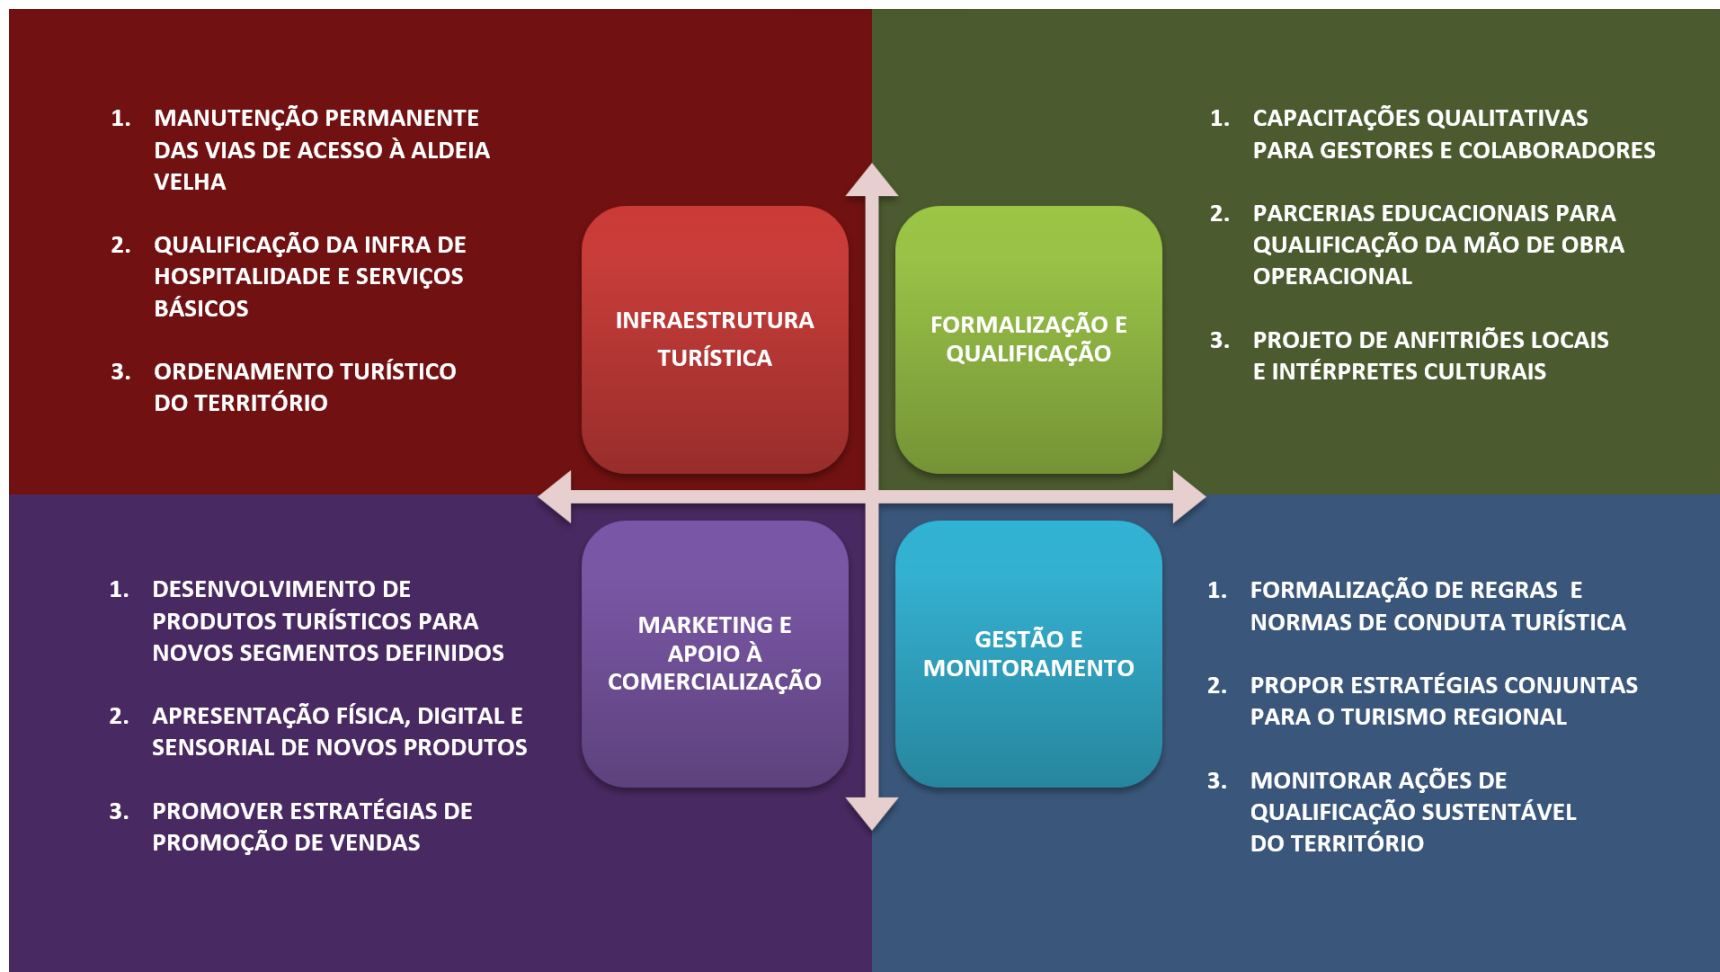 1. MANUTENÇÃO PERMANENTE
DAS VIAS DE ACESSO À ALDEIA
VELHA
2. QUALIFICAÇÃO DA INFRA DE
HOSPITALIDADE E SERVIÇOS
BÁSICOS
3. ORDENAMENTO TURÍSTICO
DO TERRITÓRIO
INFRAESTRUTURA
TURÍSTICA
FORMALIZAÇÃO E
QUALIFICAÇÃO
1. CAPACITAÇÕES QUALITATIVAS
PARA GESTORES E COLABORADORES
2. PARCERIAS EDUCACIONAIS PARA
QUALIFICAÇÃO DA MÃO DE OBRA
OPERACIONAL
3. PROJETO DE ANFITRIÕES LOCAIS
E INTÉRPRETES CULTURAIS
1. DESENVOLVIMENTO DE
PRODUTOS TURÍSTICOS PARA
NOVOS SEGMENTOS DEFINIDOS
2. APRESENTAÇÃO FÍSICA, DIGITAL E
SENSORIAL DE NOVOS PRODUTOS
3. PROMOVER ESTRATÉGIAS DE
PROMOÇÃO DE VENDAS
MARKETING E
APOIO À
COMERCIALIZAÇÃO
GESTÃO E
MONITORAMENTO
1. FORMALIZAÇÃO DE REGRAS  E
NORMAS DE CONDUTA TURÍSTICA
2. PROPOR ESTRATÉGIAS CONJUNTAS
PARA O TURISMO REGIONAL
3. MONITORAR AÇÕES DE
QUALIFICAÇÃO SUSTENTÁVEL
DO TERRITÓRIO